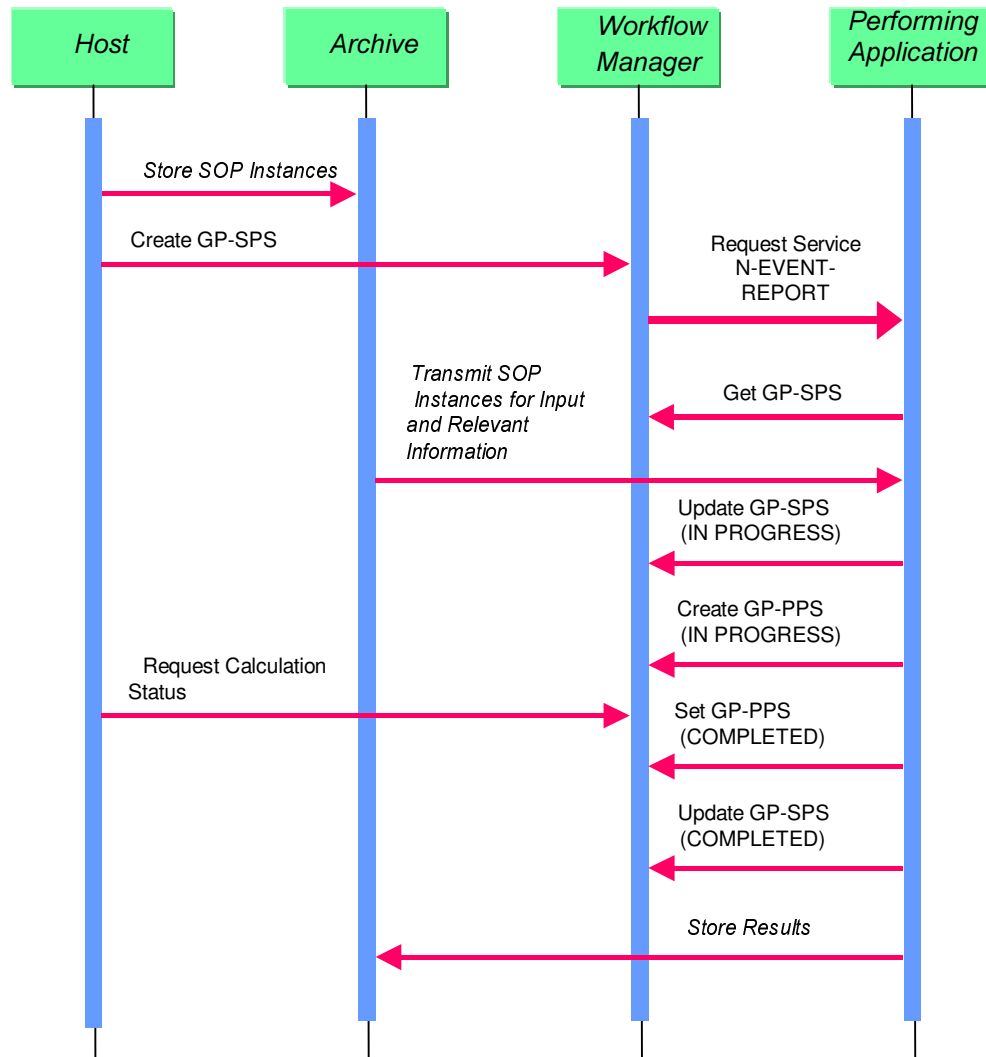 Host
Archive
Workflow
Manager
Performing
Application
Store SOP Instances
Create GP-SPS
Request Service
N-EVENT-
REPORT
Transmit SOP
Instances for Input
and Relevant
Information
Get GP-SPS
Update GP-SPS
(IN PROGRESS)
Create GP-PPS
(IN PROGRESS)
Request Calculation
Status
Set GP-PPS
(COMPLETED)
Update GP-SPS
(COMPLETED)
Store Results